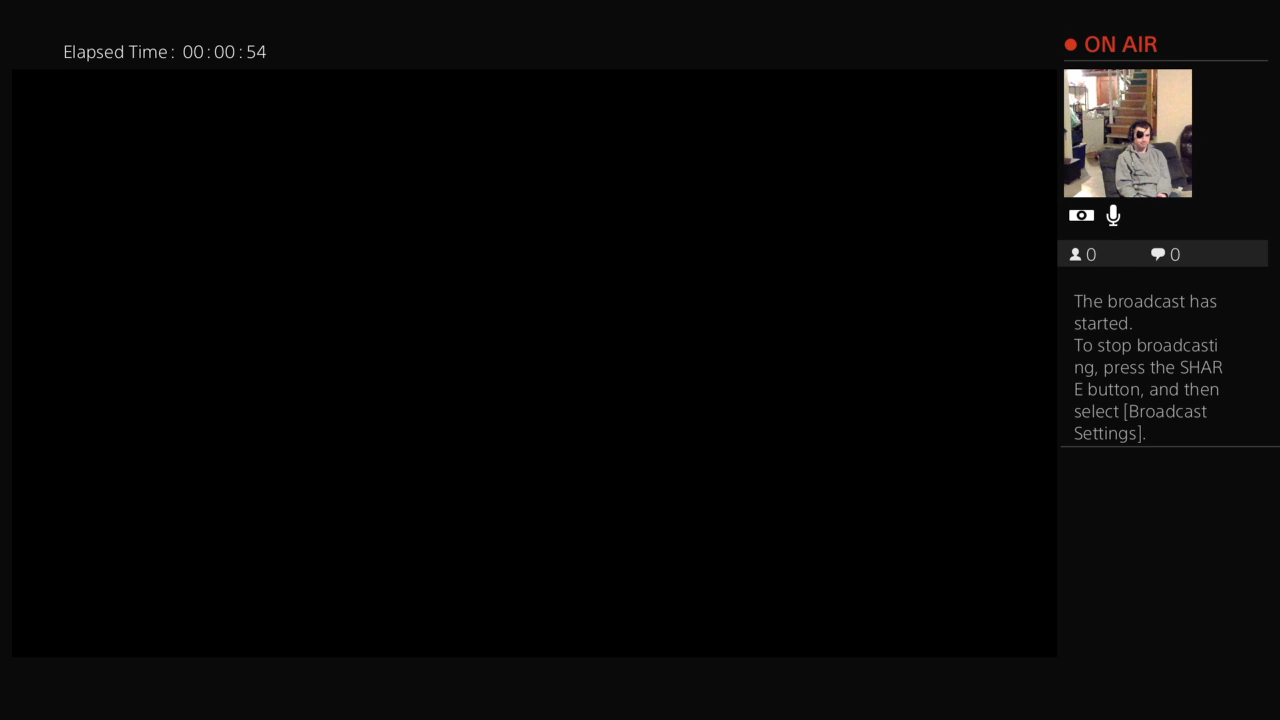 Elapsed Time: 00:00:54
ON AIR
0 0
The broadcast has
started.
To stop broadcasti
ng, press the SHAR
E button, and then
select [Broadcast
Settings].